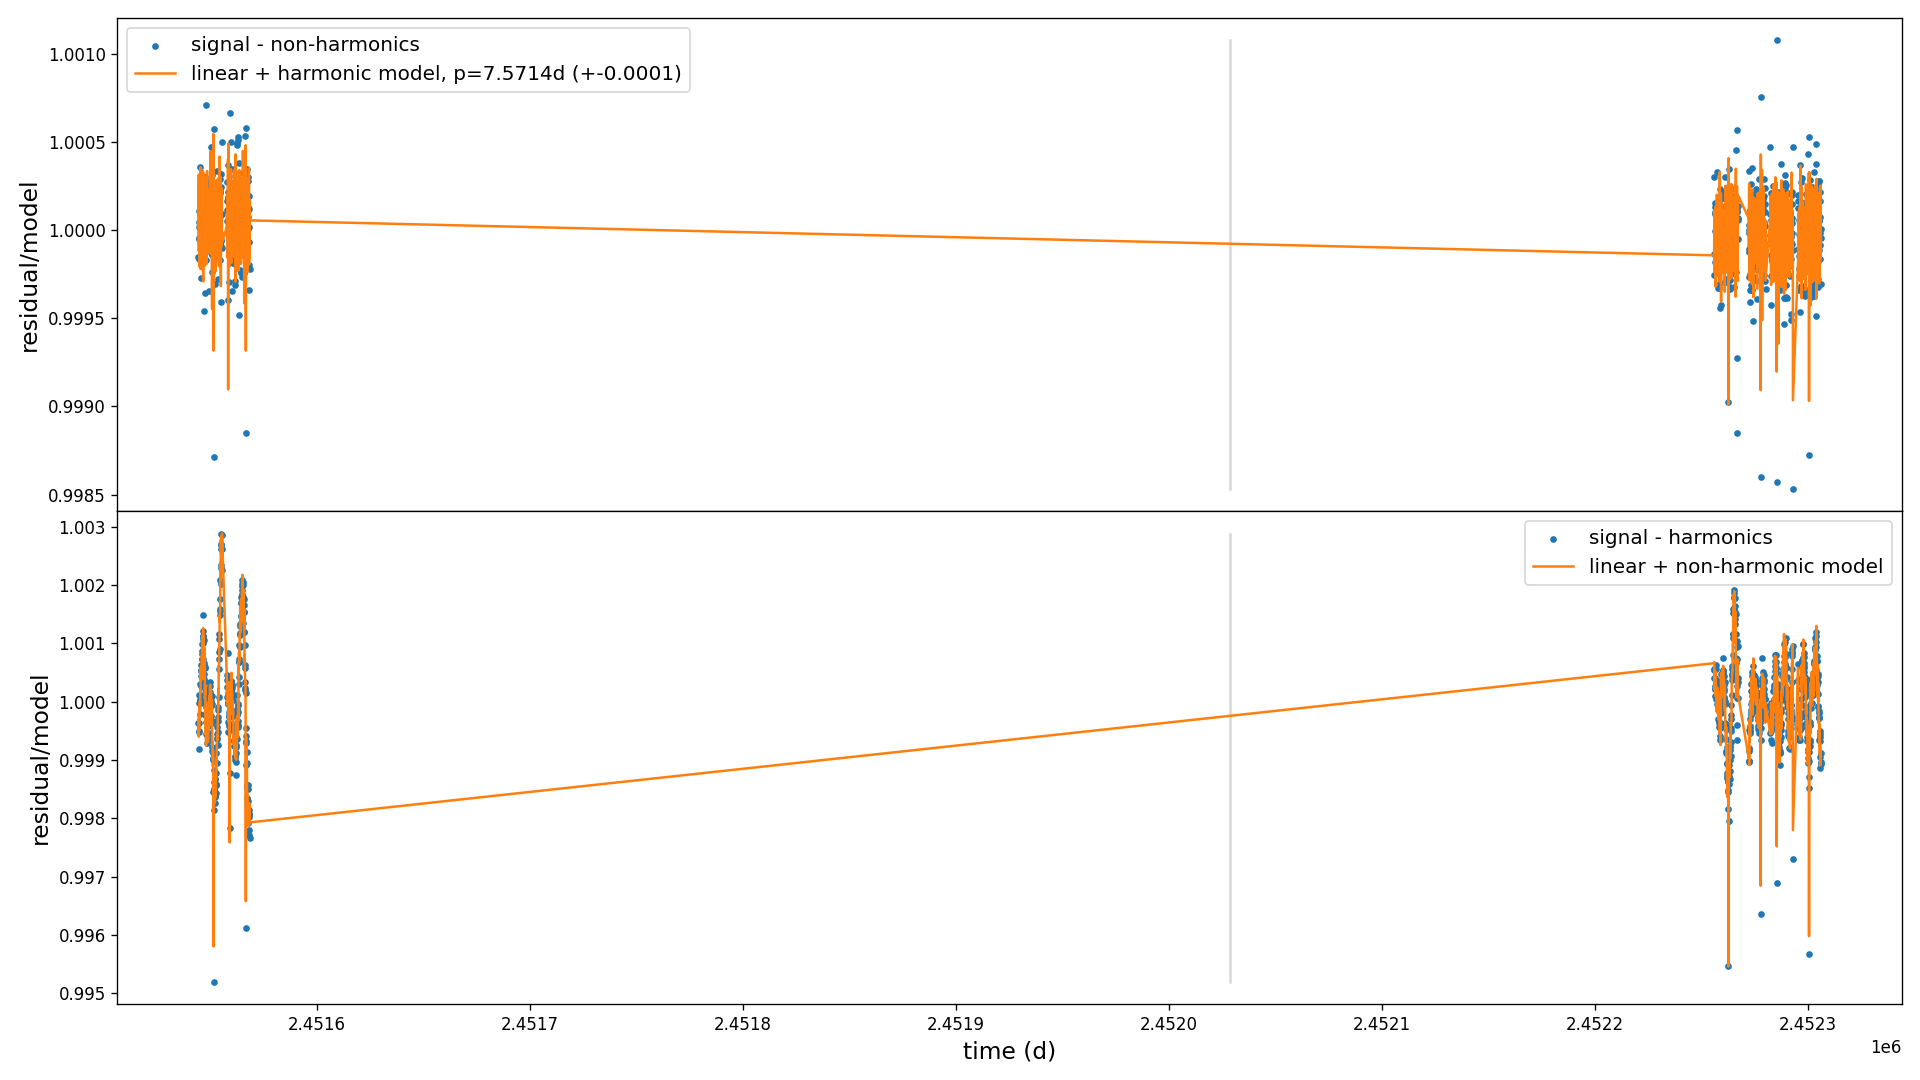 signal - non-harmonics
linear + harmonic model, p=7.5714d (+-0.0001)
1.0010
1.0005
1.0000
0.9995
0.9990
0.9985
residual/model
signal - harmonics
linear + non-harmonic model
1.003
1.002
1.001
1.000
0.999
0.998
0.997
0.996
0.995
residual/model
2.4516 2.4517 2.4518 2.4519 2.4520 2.4521 2.4522 2.4523
1e6
time (d)